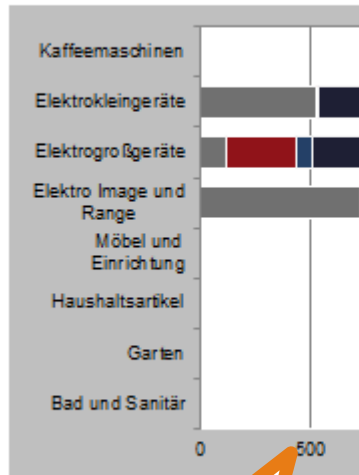 Kaffeemaschinen
Elektrokleingeräte
Elektrogroßgeräte
Elektro Image und
Range
Möbel und
Einrichtung
Haushaltsartikel
Garten
Bad und Sanitär
0 500